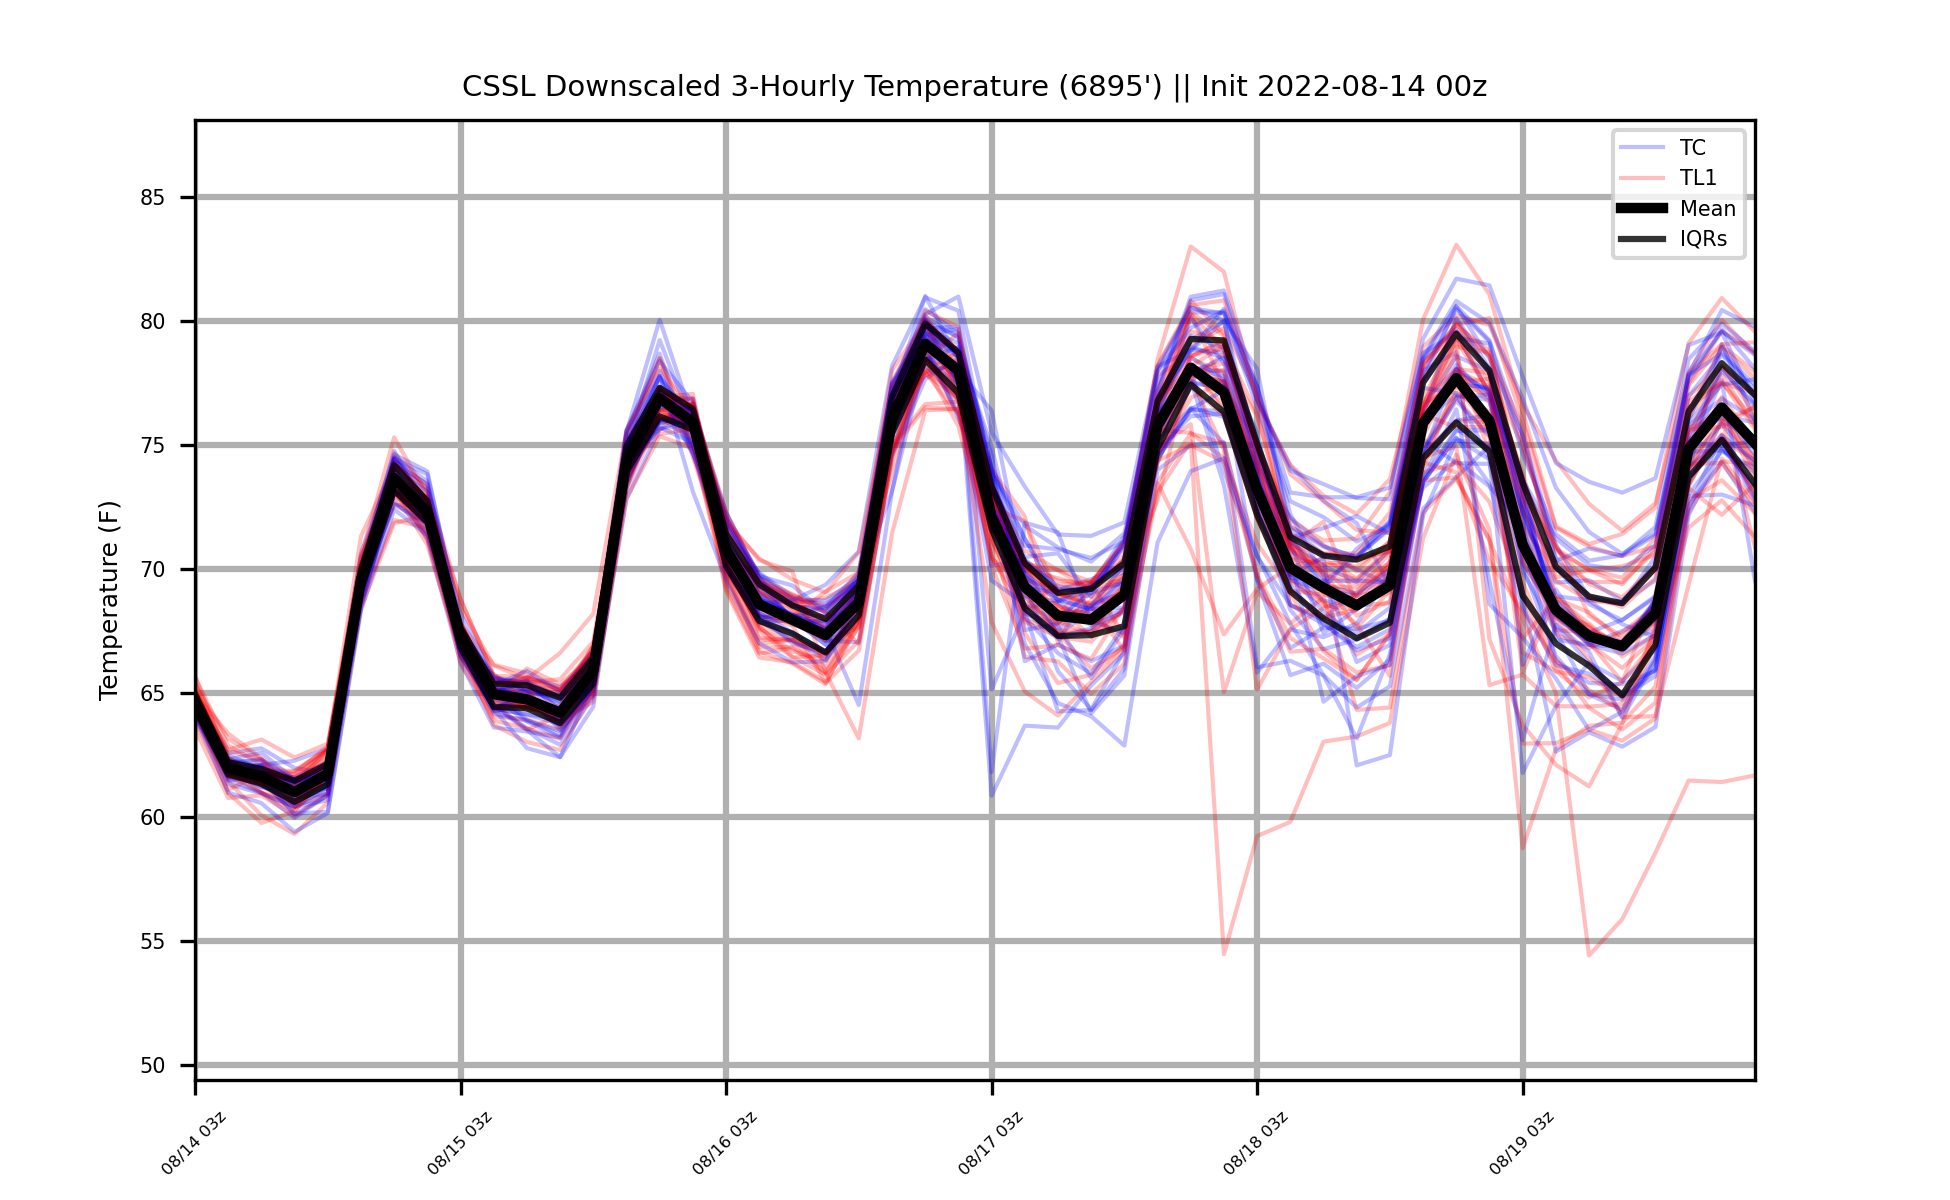 CSSL Downscaled 3-Hourly Temperature (6895') || Init 2022-08-14 00z
TC
TL1
Mean
IQRs
Temperature (F)
85
80
75
70
65
60
55
50
08/14 03z
08/15 03z
08/16 03z
08/17 03z
08/18 03z
08/19 03z